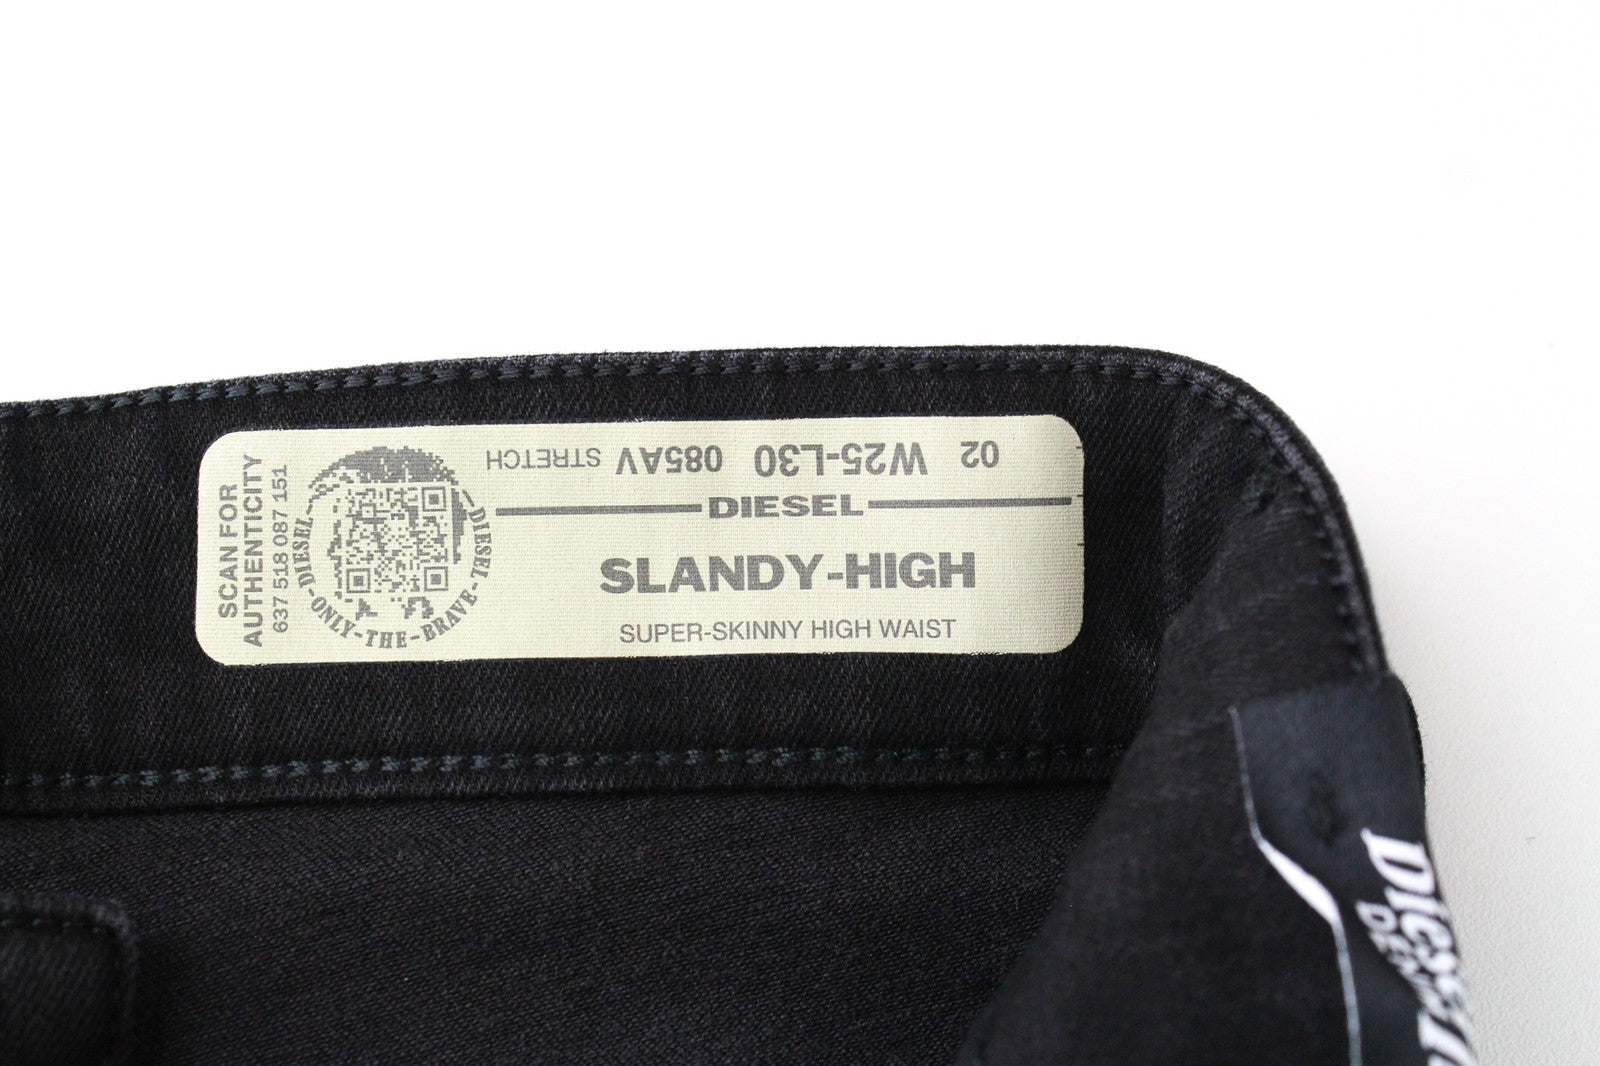 SCAN FOR
AUTHENTICITY
637 518 087 151
DIESEL-ONLY-THE-BRAVE-DIESEL
02 W25-L30 085AV STRETCH
DIESEL
SLANDY-HIGH
SUPER-SKINNY HIGH WAIST